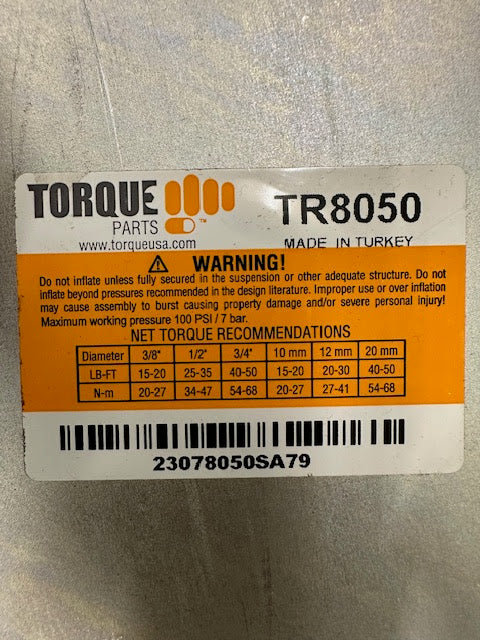 TORQUE
PARTS
™
www.torqueusa.com
TR8050
MADE IN TURKEY
WARNING!
Do not inflate unless fully secured in the suspension or other adequate structure. Do not
inflate beyond pressures recommended in the design literature. Improper use or over inflation
may cause assembly to burst causing property damage and/or severe personal injury!
Maximum working pressure 100 PSI / 7 bar.
NET TORQUE RECOMMENDATIONS
Diameter 3/8" 1/2" 3/4" 10 mm 12 mm 20 mm
LB-FT 15-20 25-35 40-50 15-20 20-30 40-50
N-m 20-27 34-47 54-68 20-27 27-41 54-68
23078050SA79